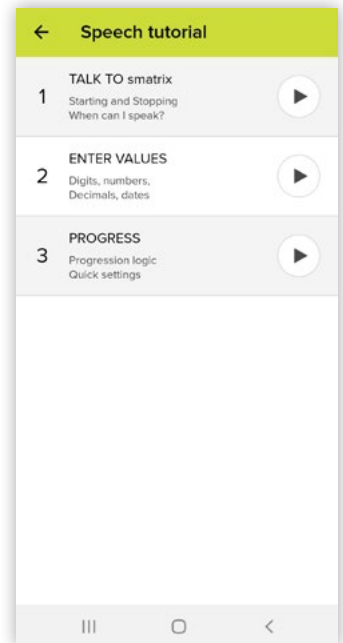 Speech tutorial
1
TALK TO smatrix
Starting and Stopping
When can I speak?
2
ENTER VALUES
Digits, numbers,
Decimals, dates
3
PROGRESS
Progression logic
Quick settings